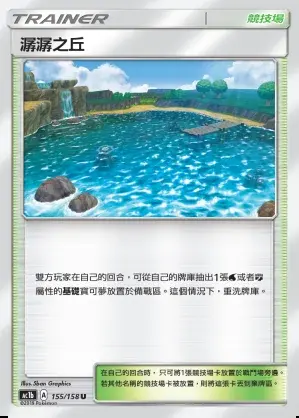 TRAINER 競技場
潺潺之丘
雙方玩家在自己的回合，可從自己的牌庫抽出1張或者
屬性的基礎寶可夢放置於備戰區。這個情況下，重洗牌庫。
Illus. 5ban Graphics
在自己的回合時，只可將1張競技場卡放置於戰鬥場旁邊。
若其他名稱的競技場卡被放置，則將這張卡丟到棄牌區。
AC1b A 155/158 U
©2019 Pokémon